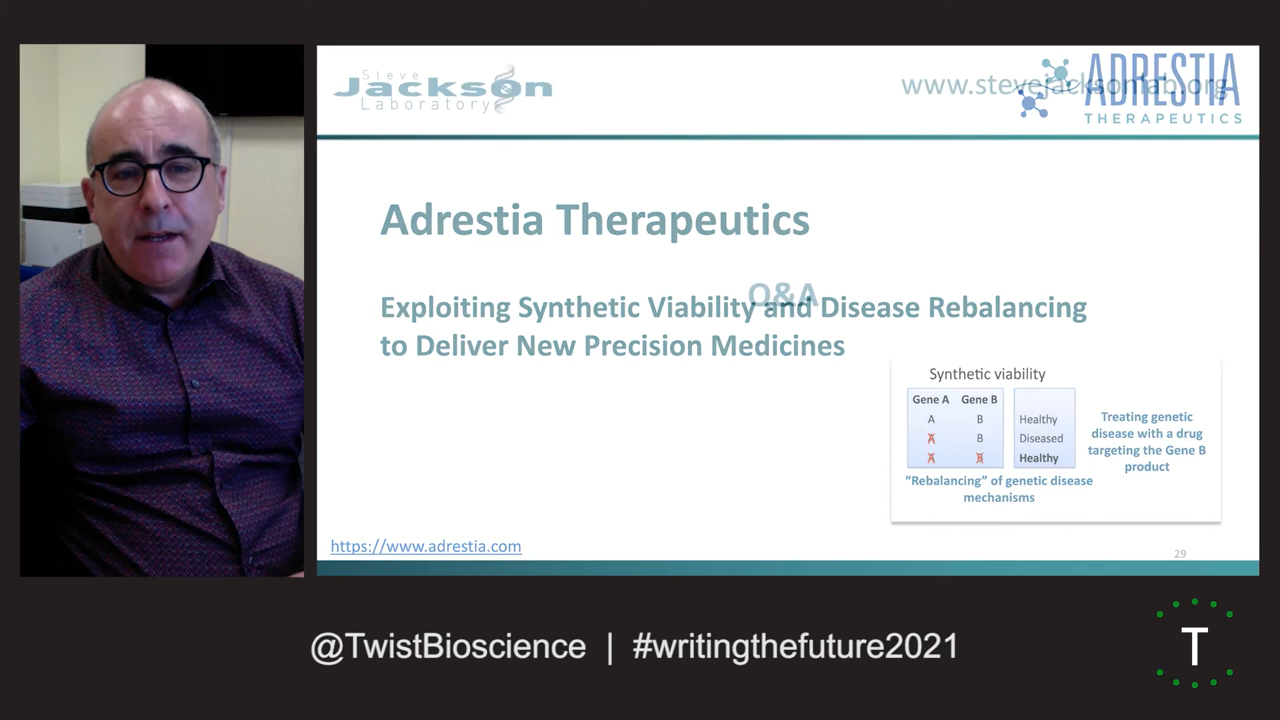 Steve
Jackson
Laboratory
www.stevejacksonlab.org
ADRESTIA
THERAPEUTICS
Adrestia Therapeutics
Q&A
Exploiting Synthetic Viability and Disease Rebalancing
to Deliver New Precision Medicines
Synthetic viability
Gene A Gene B
A B Healthy
A B Diseased
A B Healthy
Treating genetic
disease with a drug
targeting the Gene B
product
“Rebalancing” of genetic disease
mechanisms
https://www.adrestia.com
29
@TwistBioscience | #writingthefuture2021
T